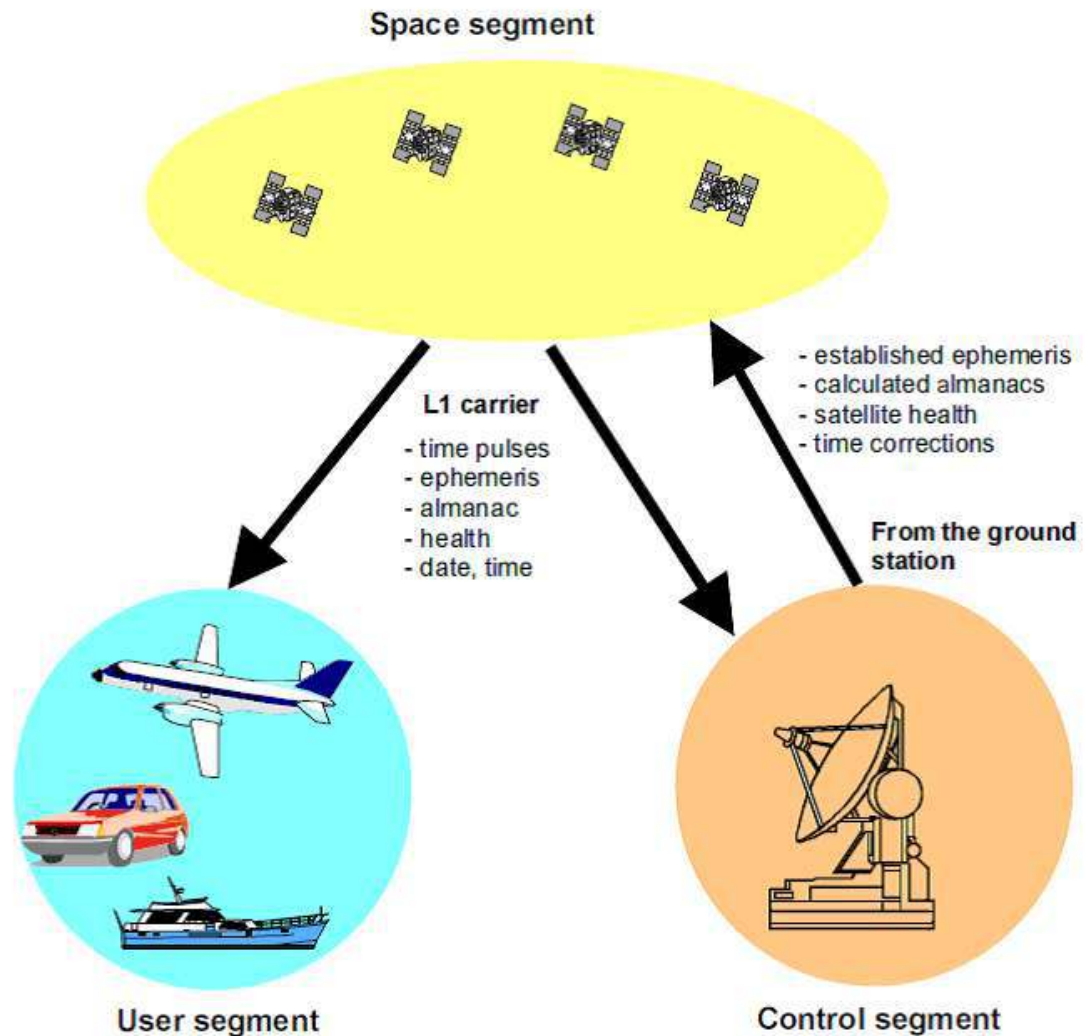 Space segment
L1 carrier
- time pulses
- ephemeris
- almanac
- health
- date, time
- established ephemeris
- calculated almanacs
- satellite health
- time corrections
From the ground
station
User segment
Control segment